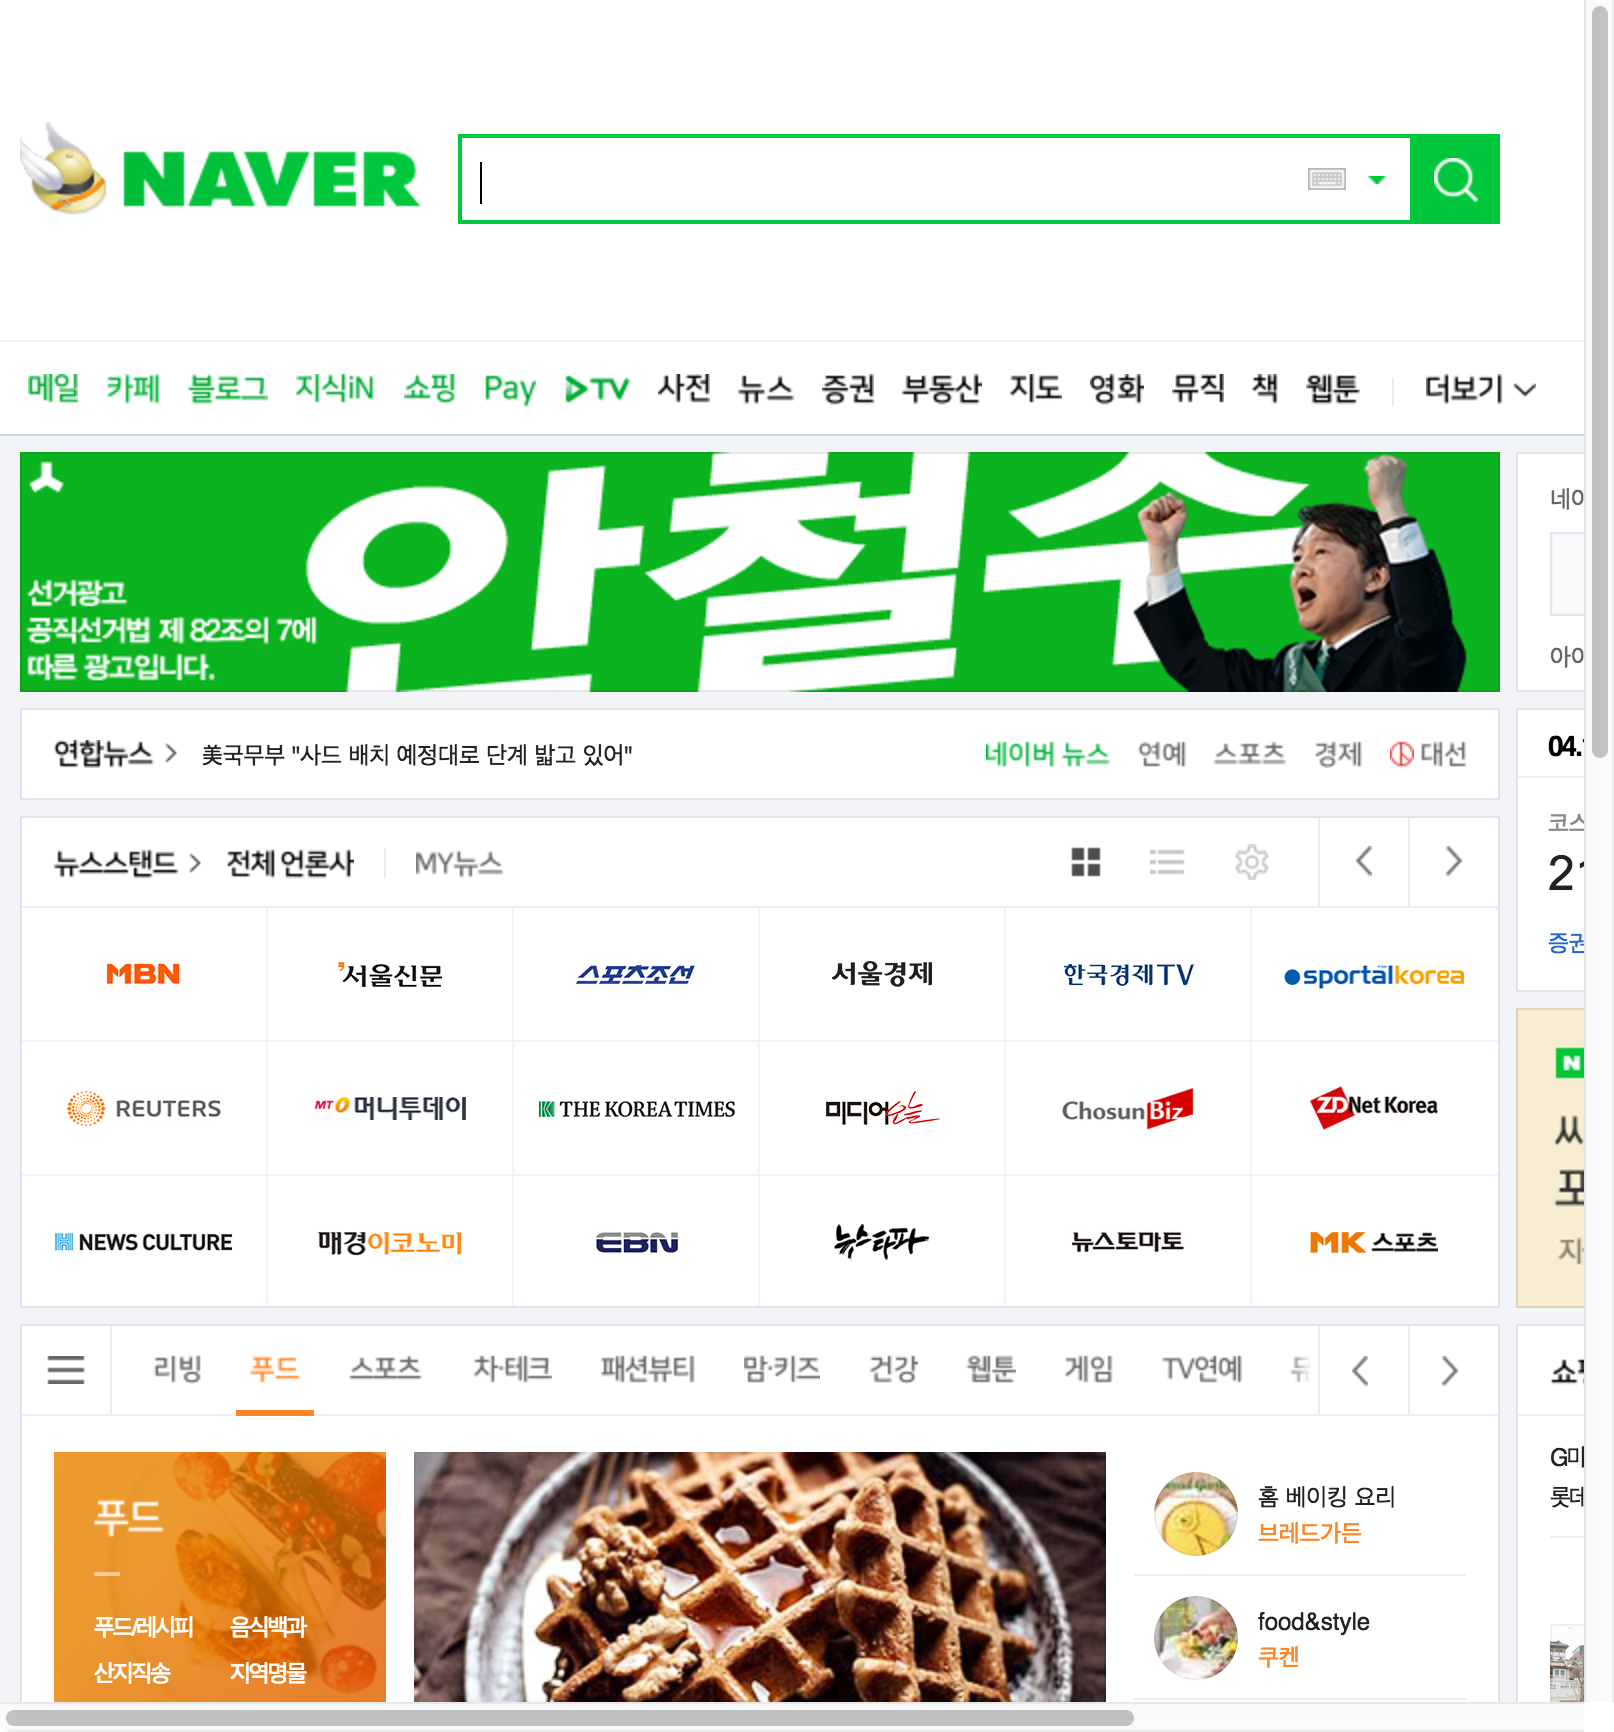 NAVER
메일 카페 블로그 지식iN 쇼핑 Pay TV 사전 뉴스 증권 부동산 지도 영화 뮤직 책 웹툰 더보기
안철수
선거광고
공직선거법 제 82조의 7에
따른 광고입니다.
네이
아이
연합뉴스 > 美국무부 "사드 배치 예정대로 단계 밟고 있어" 네이버 뉴스 연예 스포츠 경제 대선
04.
코스
21
증권
뉴스스탠드 > 전체 언론사 MY뉴스
MBN 서울신문 스포츠조선 서울경제 한국경제TV sportalkorea
REUTERS MT 머니투데이 THE KOREA TIMES 미디어오늘 ChosunBiz ZDNet Korea
NEWS CULTURE 매경이코노미 EBN 뉴스타파 뉴스토마토 MK 스포츠
N
포
리빙 푸드 스포츠 차·테크 패션뷰티 맘·키즈 건강 웹툰 게임 TV연예
푸드
푸드/레시피 음식백과
산지직송 지역명물
홈 베이킹 요리
브레드가든
food&style
쿠켄
G마
롯데